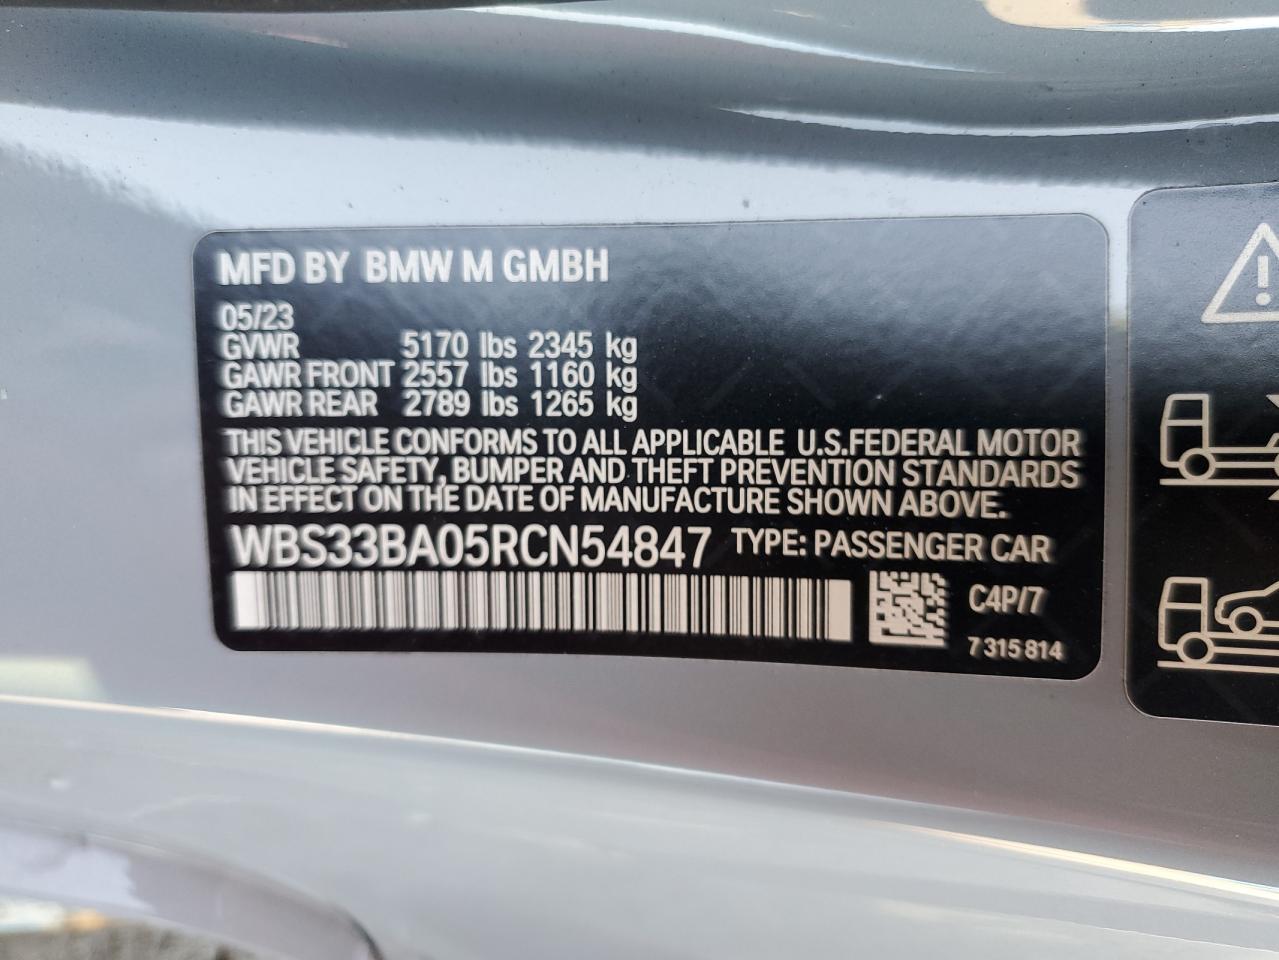 MFD BY BMW M GMBH
05/23
GVWR 5170 lbs 2345 kg
GAWR FRONT 2557 lbs 1160 kg
GAWR REAR 2789 lbs 1265 kg
THIS VEHICLE CONFORMS TO ALL APPLICABLE U.S.FEDERAL MOTOR
VEHICLE SAFETY, BUMPER AND THEFT PREVENTION STANDARDS
IN EFFECT ON THE DATE OF MANUFACTURE SHOWN ABOVE.
WBS33BA05RCN54847 TYPE: PASSENGER CAR
C4P/7
7 315 814